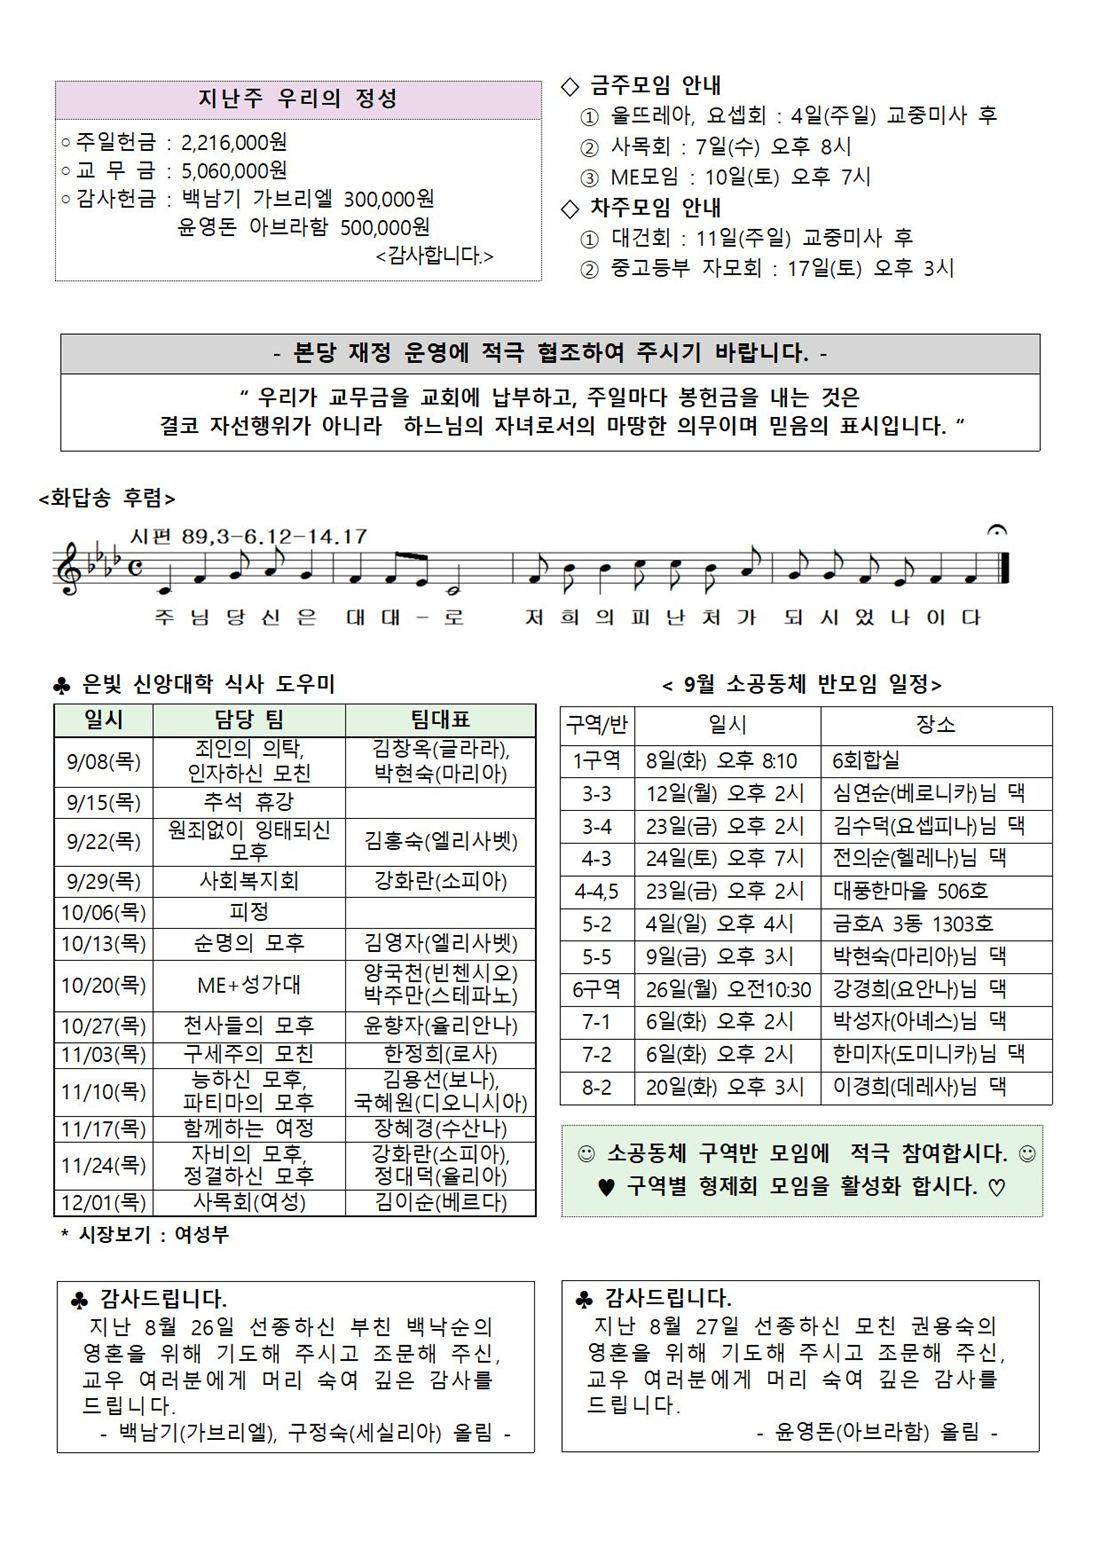 지난주 우리의 정성
○ 주일헌금 : 2,216,000원
○ 교 무 금 : 5,060,000원
○ 감사헌금 : 백남기 가브리엘 300,000원
윤영돈 아브라함 500,000원
<감사합니다.>
◇ 금주모임 안내
① 울뜨레아, 요셉회 : 4일(주일) 교중미사 후
② 사목회 : 7일(수) 오후 8시
③ ME모임 : 10일(토) 오후 7시
◇ 차주모임 안내
① 대건회 : 11일(주일) 교중미사 후
② 중고등부 자모회 : 17일(토) 오후 3시
- 본당 재정 운영에 적극 협조하여 주시기 바랍니다. -
“ 우리가 교무금을 교회에 납부하고, 주일마다 봉헌금을 내는 것은
결코 자선행위가 아니라 하느님의 자녀로서의 마땅한 의무이며 믿음의 표시입니다. “
<화답송 후렴>
시편 89,3-6.12-14.17
주 님 당 신 은 대 대 - 로 저 희 의 피 난 처 가 되 시 었 나 이 다
♣ 은빛 신앙대학 식사 도우미
일시 담당 팀 팀대표
9/08(목) 죄인의 의탁, 인자하신 모친 김창옥(글라라), 박현숙(마리아)
9/15(목) 추석 휴강
9/22(목) 원죄없이 잉태되신 모후 김홍숙(엘리사벳)
9/29(목) 사회복지회 강화란(소피아)
10/06(목) 피정
10/13(목) 순명의 모후 김영자(엘리사벳)
10/20(목) ME+성가대 양국천(빈첸시오) 박주만(스테파노)
10/27(목) 천사들의 모후 윤향자(율리안나)
11/03(목) 구세주의 모친 한정희(로사)
11/10(목) 능하신 모후, 파티마의 모후 김용선(보나), 국혜원(디오니시아)
11/17(목) 함께하는 여정 장혜경(수산나)
11/24(목) 자비의 모후, 정결하신 모후 강화란(소피아), 정대덕(율리아)
12/01(목) 사목회(여성) 김이순(베르다)
* 시장보기 : 여성부
< 9월 소공동체 반모임 일정>
구역/반 일시 장소
1구역 8일(화) 오후 8:10 6회합실
3-3 12일(월) 오후 2시 심연순(베로니카)님 댁
3-4 23일(금) 오후 2시 김수덕(요셉피나)님 댁
4-3 24일(토) 오후 7시 전의순(헬레나)님 댁
4-4,5 23일(금) 오후 2시 대풍한마을 506호
5-2 4일(일) 오후 4시 금호A 3동 1303호
5-5 9일(금) 오후 3시 박현숙(마리아)님 댁
6구역 26일(월) 오전10:30 강경희(요안나)님 댁
7-1 6일(화) 오후 2시 박성자(아녜스)님 댁
7-2 6일(화) 오후 2시 한미자(도미니카)님 댁
8-2 20일(화) 오후 3시 이경희(데레사)님 댁
☺ 소공동체 구역반 모임에 적극 참여합시다. ☺
♥ 구역별 형제회 모임을 활성화 합시다. ♡
♣ 감사드립니다.
지난 8월 26일 선종하신 부친 백낙순의
영혼을 위해 기도해 주시고 조문해 주신,
교우 여러분에게 머리 숙여 깊은 감사를
드립니다.
- 백남기(가브리엘), 구정숙(세실리아) 올림 -
♣ 감사드립니다.
지난 8월 27일 선종하신 모친 권용숙의
영혼을 위해 기도해 주시고 조문해 주신,
교우 여러분에게 머리 숙여 깊은 감사를
드립니다.
- 윤영돈(아브라함) 올림 -